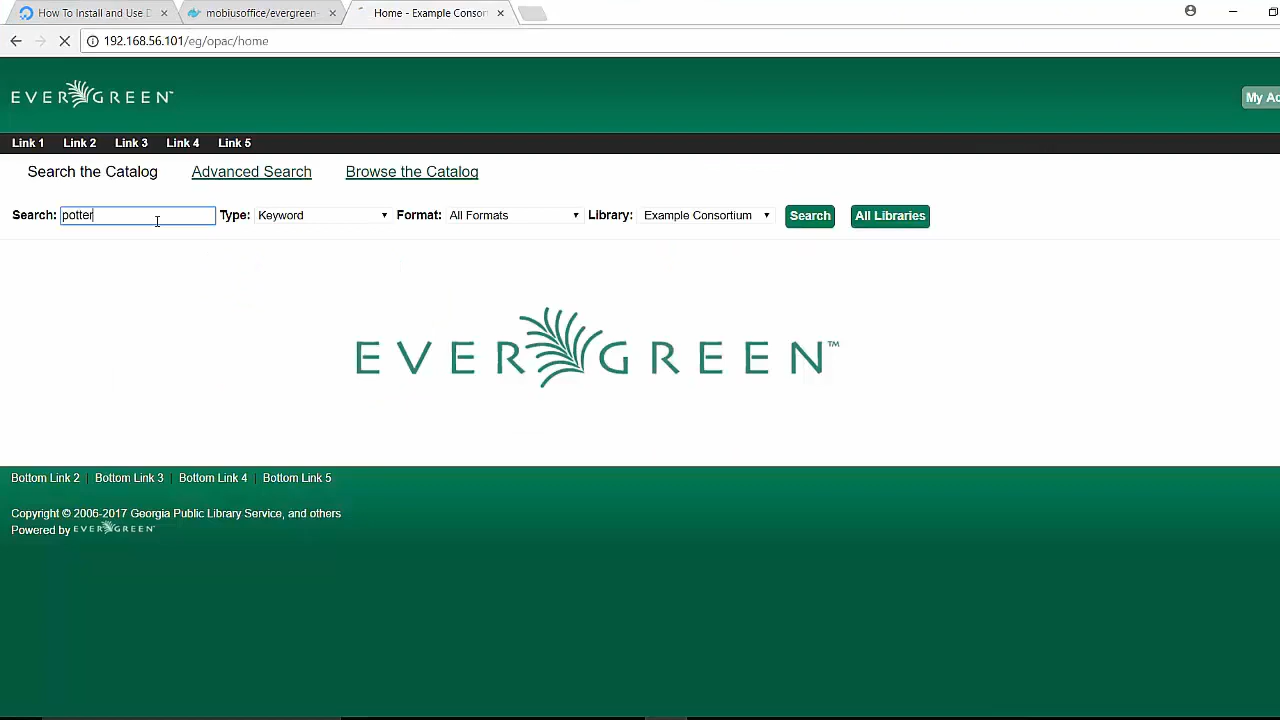 How To Install and Use D
mobiusoffice/evergreen-
Home - Example Consort
192.168.56.101/eg/opac/home
EVERGREEN
My Ac
Link 1 Link 2 Link 3 Link 4 Link 5
Search the Catalog Advanced Search Browse the Catalog
Search: potter Type: Keyword Format: All Formats Library: Example Consortium Search All Libraries
EVERGREEN™
Bottom Link 2 Bottom Link 3 Bottom Link 4 Bottom Link 5
Copyright © 2006-2017 Georgia Public Library Service, and others
Powered by EVERGREEN